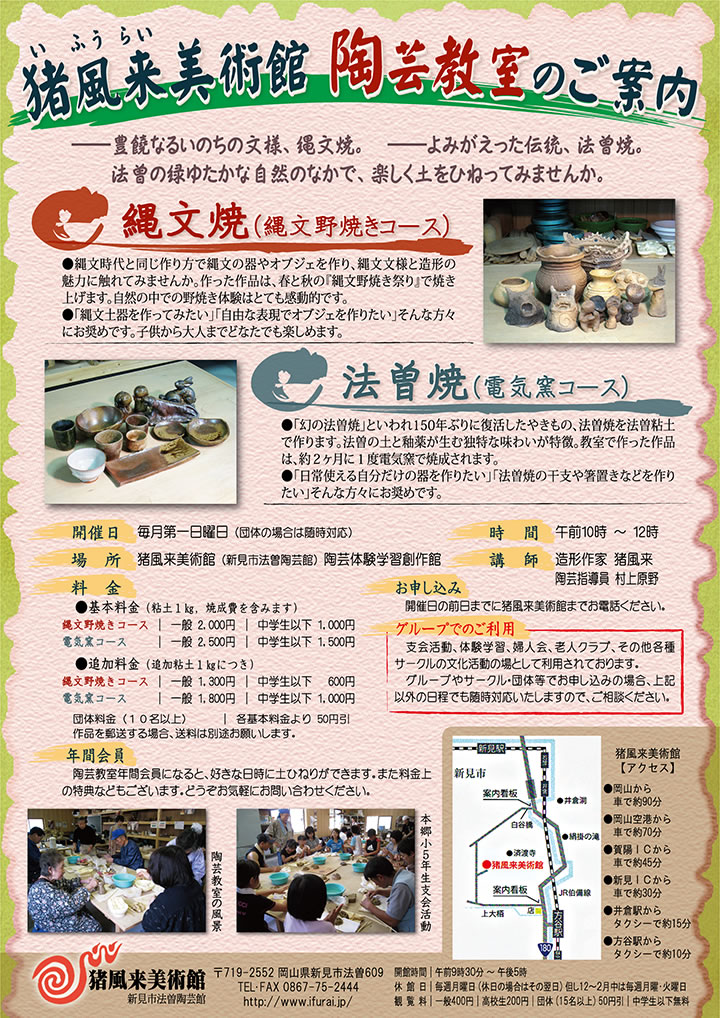 い ふう らい
猪風来美術館 陶芸教室のご案内
──豊饒なるいのちの文様、縄文焼。 ──よみがえった伝統、法曽焼。
法曽の緑ゆたかな自然のなかで、楽しく土をひねってみませんか。
縄文焼(縄文野焼きコース)
●縄文時代と同じ作り方で縄文の器やオブジェを作り、縄文文様と造形の
魅力に触れてみませんか。作った作品は、春と秋の『縄文野焼き祭り』で焼き
上げます。自然の中での野焼き体験はとても感動的です。
●「縄文土器を作ってみたい」「自由な表現でオブジェを作りたい」そんな方々
にお奨めです。子供から大人までどなたでも楽しめます。
法曽焼(電気窯コース)
●「幻の法曽焼」といわれ150年ぶりに復活したやきもの、法曽焼を法曽粘土
で作ります。法曽の土と釉薬が生む独特な味わいが特徴。教室で作った作品
は、約2ヶ月に1度電気窯で焼成されます。
●「日常使える自分だけの器を作りたい」「法曽焼の干支や箸置きなどを作り
たい」そんな方々にお奨めです。
開催日 毎月第一日曜日(団体の場合は随時対応)
時 間 午前10時 ～ 12時
場 所 猪風来美術館(新見市法曽陶芸館)陶芸体験学習創作館
講 師 造形作家 猪風来
陶芸指導員 村上原野
料 金
●基本料金(粘土1kg,焼成費を含みます)
縄文野焼きコース | 一般 2,000円 | 中学生以下 1,000円
電気窯コース | 一般 2,500円 | 中学生以下 1,500円
●追加料金(追加粘土1kgにつき)
縄文野焼きコース | 一般 1,300円 | 中学生以下 600円
電気窯コース | 一般 1,800円 | 中学生以下 1,000円
団体料金(10名以上) | 各基本料金より 50円引
作品を郵送する場合、送料は別途お願いします。
お申し込み
開催日の前日までに猪風来美術館までお電話ください。
グループでのご利用
支会活動、体験学習、婦人会、老人クラブ、その他各種
サークルの文化活動の場として利用されております。
グループやサークル・団体等でお申し込みの場合、上記
以外の日程でも随時対応いたしますので、ご相談ください。
年間会員
陶芸教室年間会員になると、好きな日時に土ひねりができます。また料金上
の特典などもございます。どうぞお気軽にお問い合わせください。
陶芸教室の風景
本郷小5年生支会活動
新見駅
新見市
案内看板
井倉洞
白谷橋
絹掛の滝
済渡寺
猪風来美術館
JR伯備線
案内看板
上大栢
店
方谷駅
180
猪風来美術館
【アクセス】
●岡山から
車で約90分
●岡山空港から
車で約70分
●賀陽ICから
車で約45分
●新見ICから
車で約30分
●井倉駅から
タクシーで約15分
●方谷駅から
タクシーで約10分
猪風来美術館
新見市法曽陶芸館
〒719-2552 岡山県新見市法曽609
TEL・FAX 0867-75-2444
http://www.ifurai.jp/
開館時間|午前9時30分 ～ 午後5時
休 館 日|毎週月曜日(休日の場合はその翌日)但し12～2月中は毎週月曜・火曜日
観 覧 料|一般400円|高校生200円|団体(15名以上)50円引|中学生以下無料